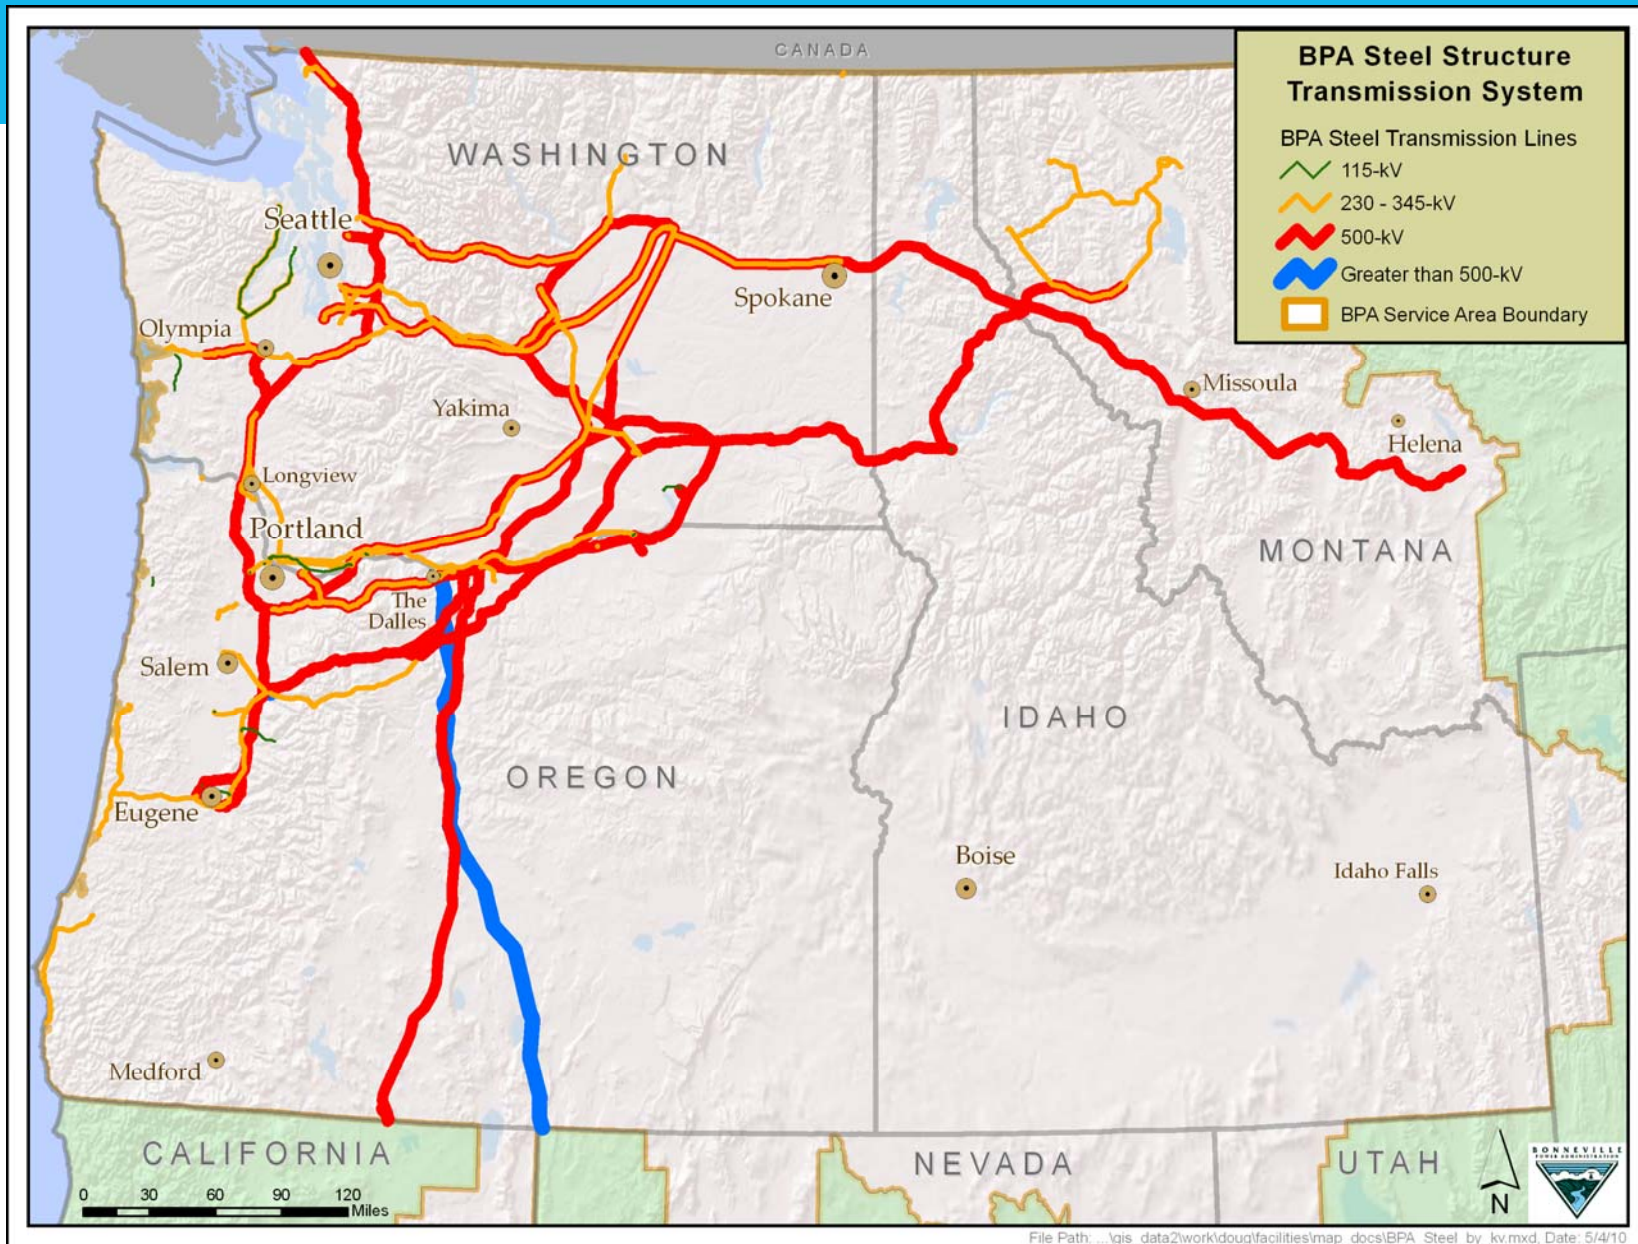 CANADA
BPA Steel Structure
Transmission System
BPA Steel Transmission Lines
115-kV
230 - 345-kV
500-kV
Greater than 500-kV
BPA Service Area Boundary
WASHINGTON
Seattle
Spokane
Olympia
Missoula
Yakima
Helena
Longview
Portland
MONTANA
The
Dalles
Salem
IDAHO
OREGON
Eugene
Boise
Idaho Falls
Medford
CALIFORNIA
NEVADA
UTAH
BONNEVILLE
POWER ADMINISTRATION
0 30 60 90 120
Miles
N
File Path: ...\gis_data2\work\doug\facilities\map_docs\BPA_Steel_by_kv.mxd, Date: 5/4/10